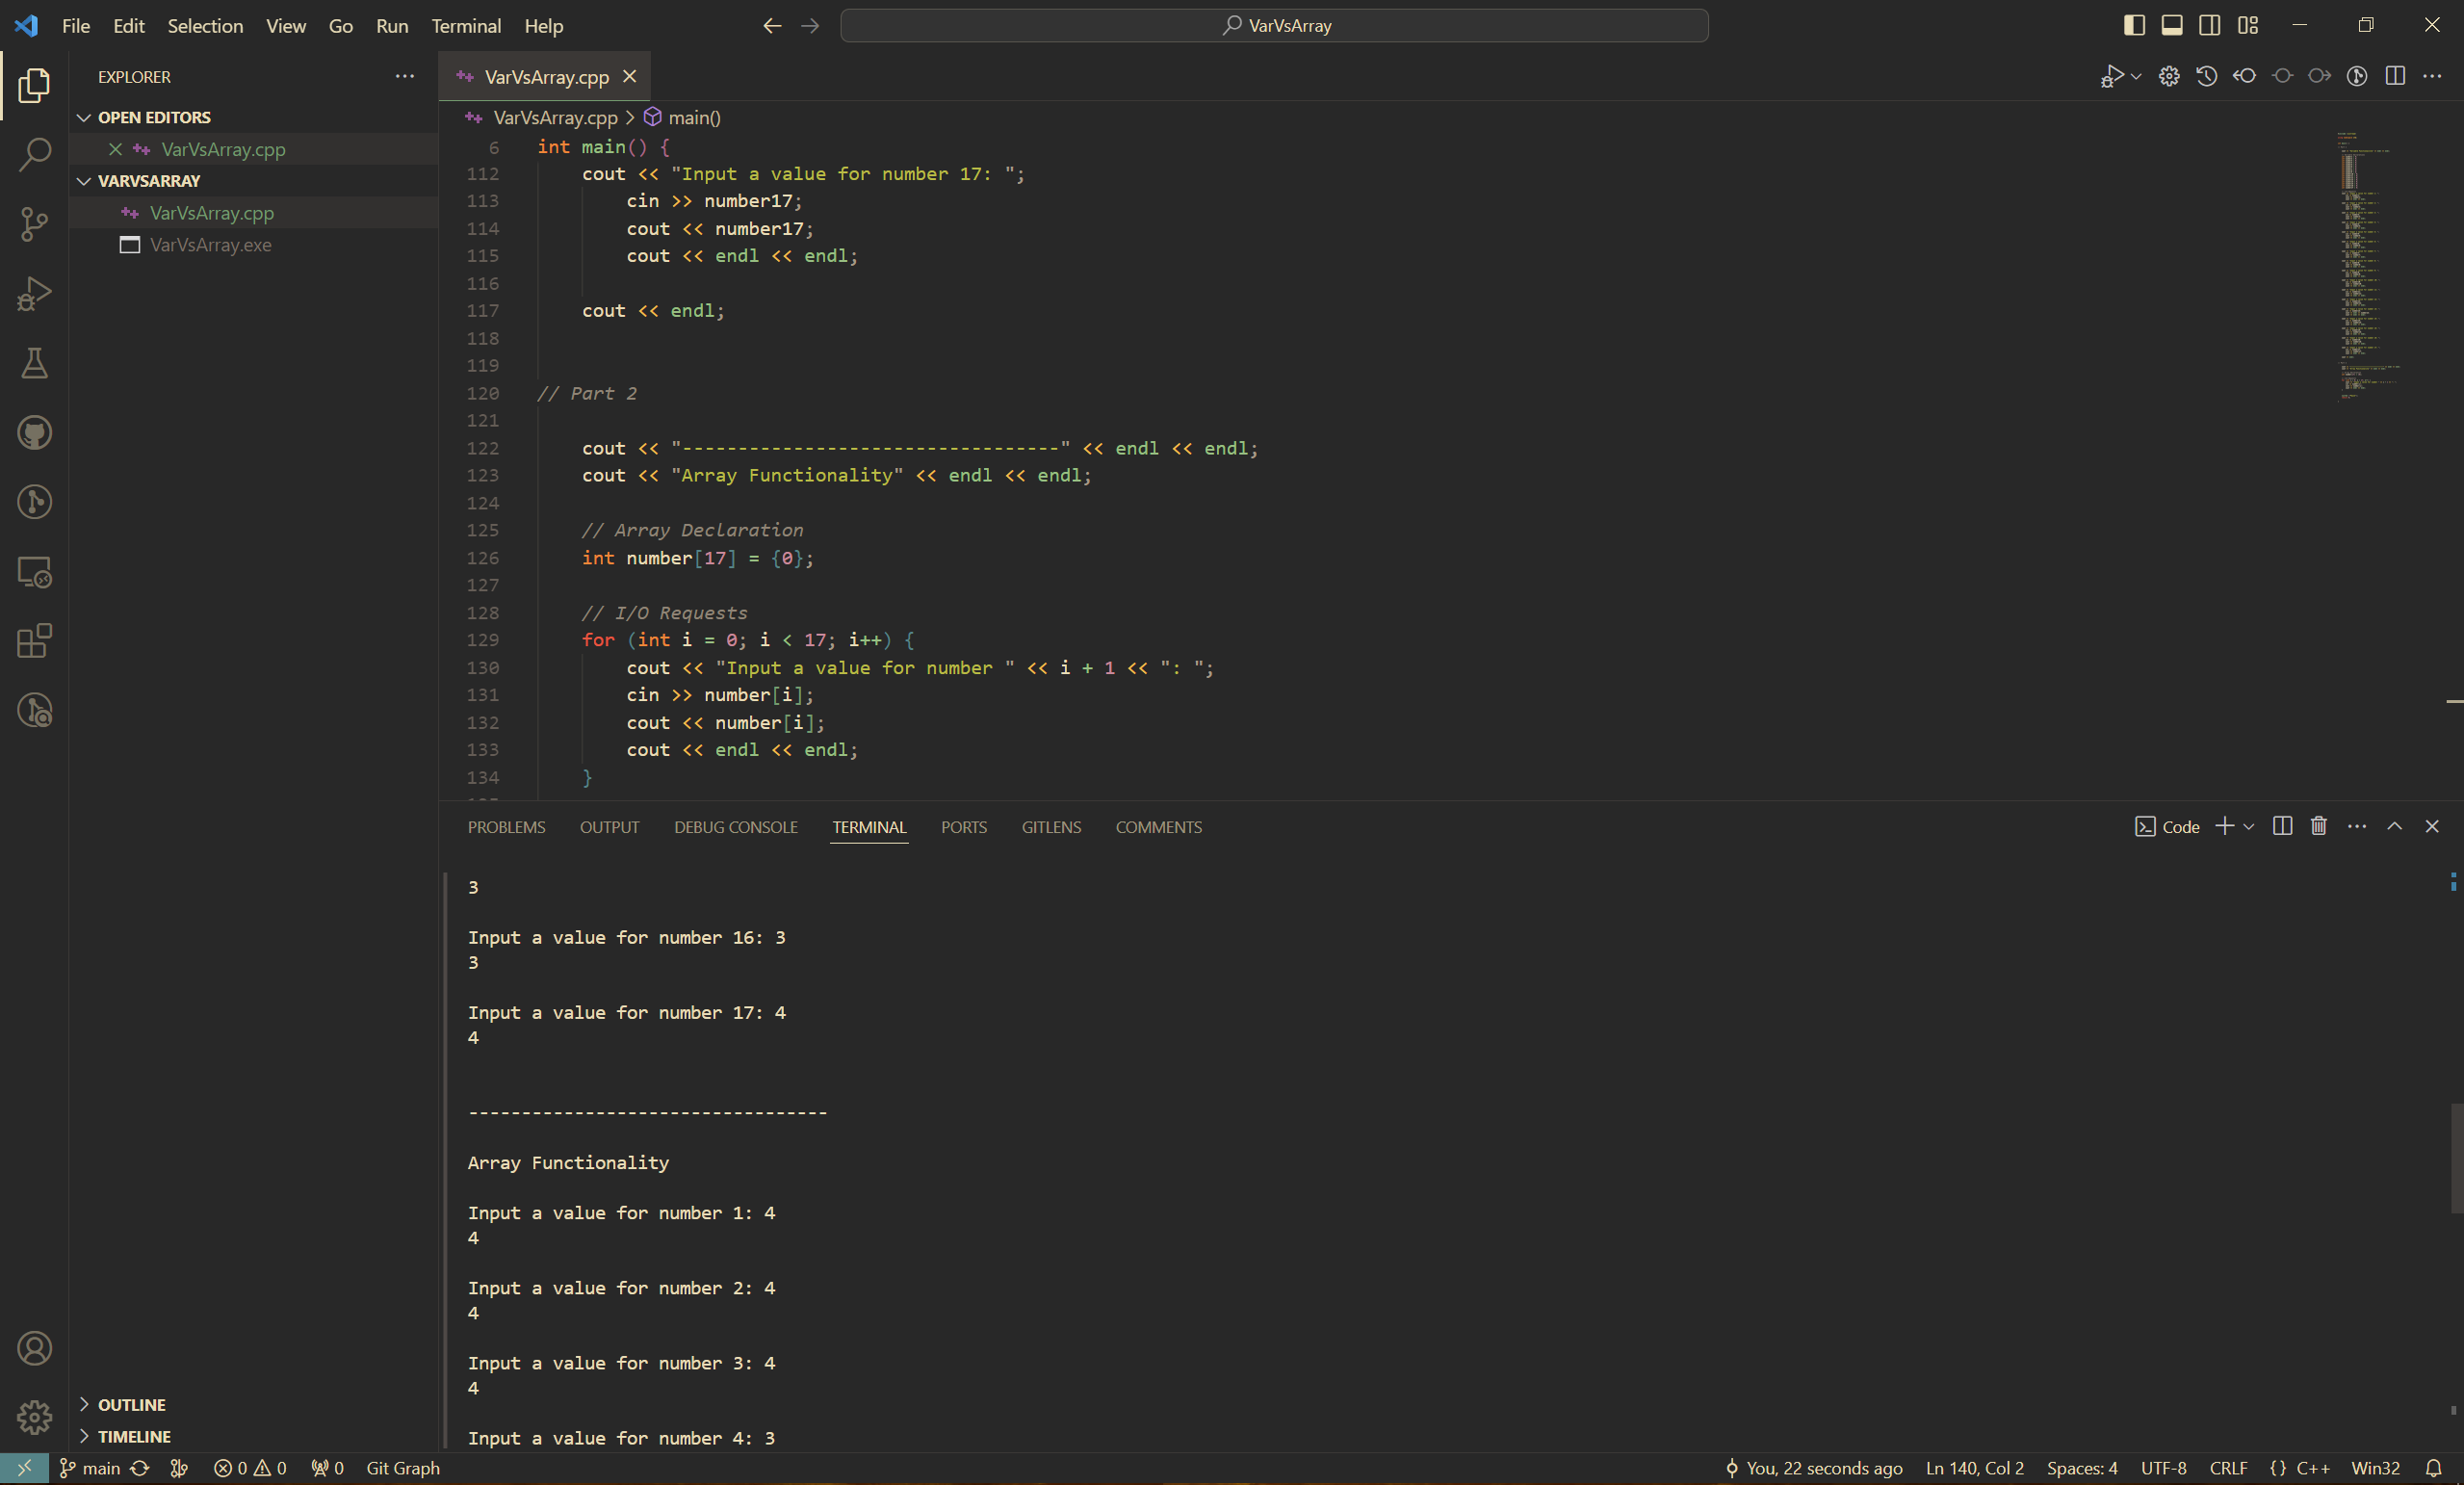 File Edit Selection View Go Run Terminal Help
VarVsArray
EXPLORER
OPEN EDITORS
VarVsArray.cpp
VARVSARRAY
VarVsArray.cpp
VarVsArray.exe
OUTLINE
TIMELINE
VarVsArray.cpp
VarVsArray.cpp > main()
6 int main() {
112 cout << "Input a value for number 17: ";
113 cin >> number17;
114 cout << number17;
115 cout << endl << endl;
116
117 cout << endl;
118
119
120 // Part 2
121
122 cout << "----------------------------------" << endl << endl;
123 cout << "Array Functionality" << endl << endl;
124
125 // Array Declaration
126 int number[17] = {0};
127
128 // I/O Requests
129 for (int i = 0; i < 17; i++) {
130 cout << "Input a value for number " << i + 1 << ": ";
131 cin >> number[i];
132 cout << number[i];
133 cout << endl << endl;
134 }
PROBLEMS OUTPUT DEBUG CONSOLE TERMINAL PORTS GITLENS COMMENTS
Code
3
Input a value for number 16: 3
3
Input a value for number 17: 4
4
----------------------------------
Array Functionality
Input a value for number 1: 4
4
Input a value for number 2: 4
4
Input a value for number 3: 4
4
Input a value for number 4: 3
main 0 0 0 Git Graph You, 22 seconds ago Ln 140, Col 2 Spaces: 4 UTF-8 CRLF {} C++ Win32